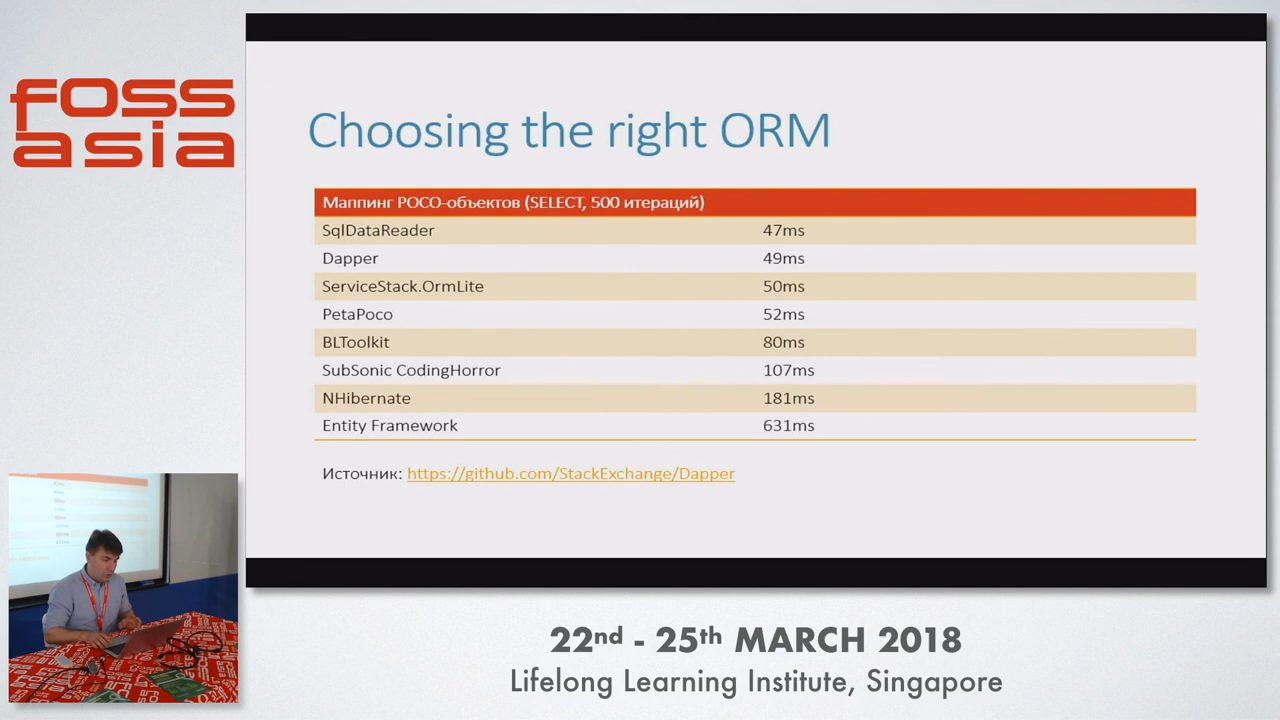 foss
asia
Choosing the right ORM
Маппинг POCO-объектов (SELECT, 500 итераций)
SqlDataReader 47ms
Dapper 49ms
ServiceStack.OrmLite 50ms
PetaPoco 52ms
BLToolkit 80ms
SubSonic CodingHorror 107ms
NHibernate 181ms
Entity Framework 631ms
Источник: https://github.com/StackExchange/Dapper
22nd - 25th MARCH 2018
Lifelong Learning Institute, Singapore